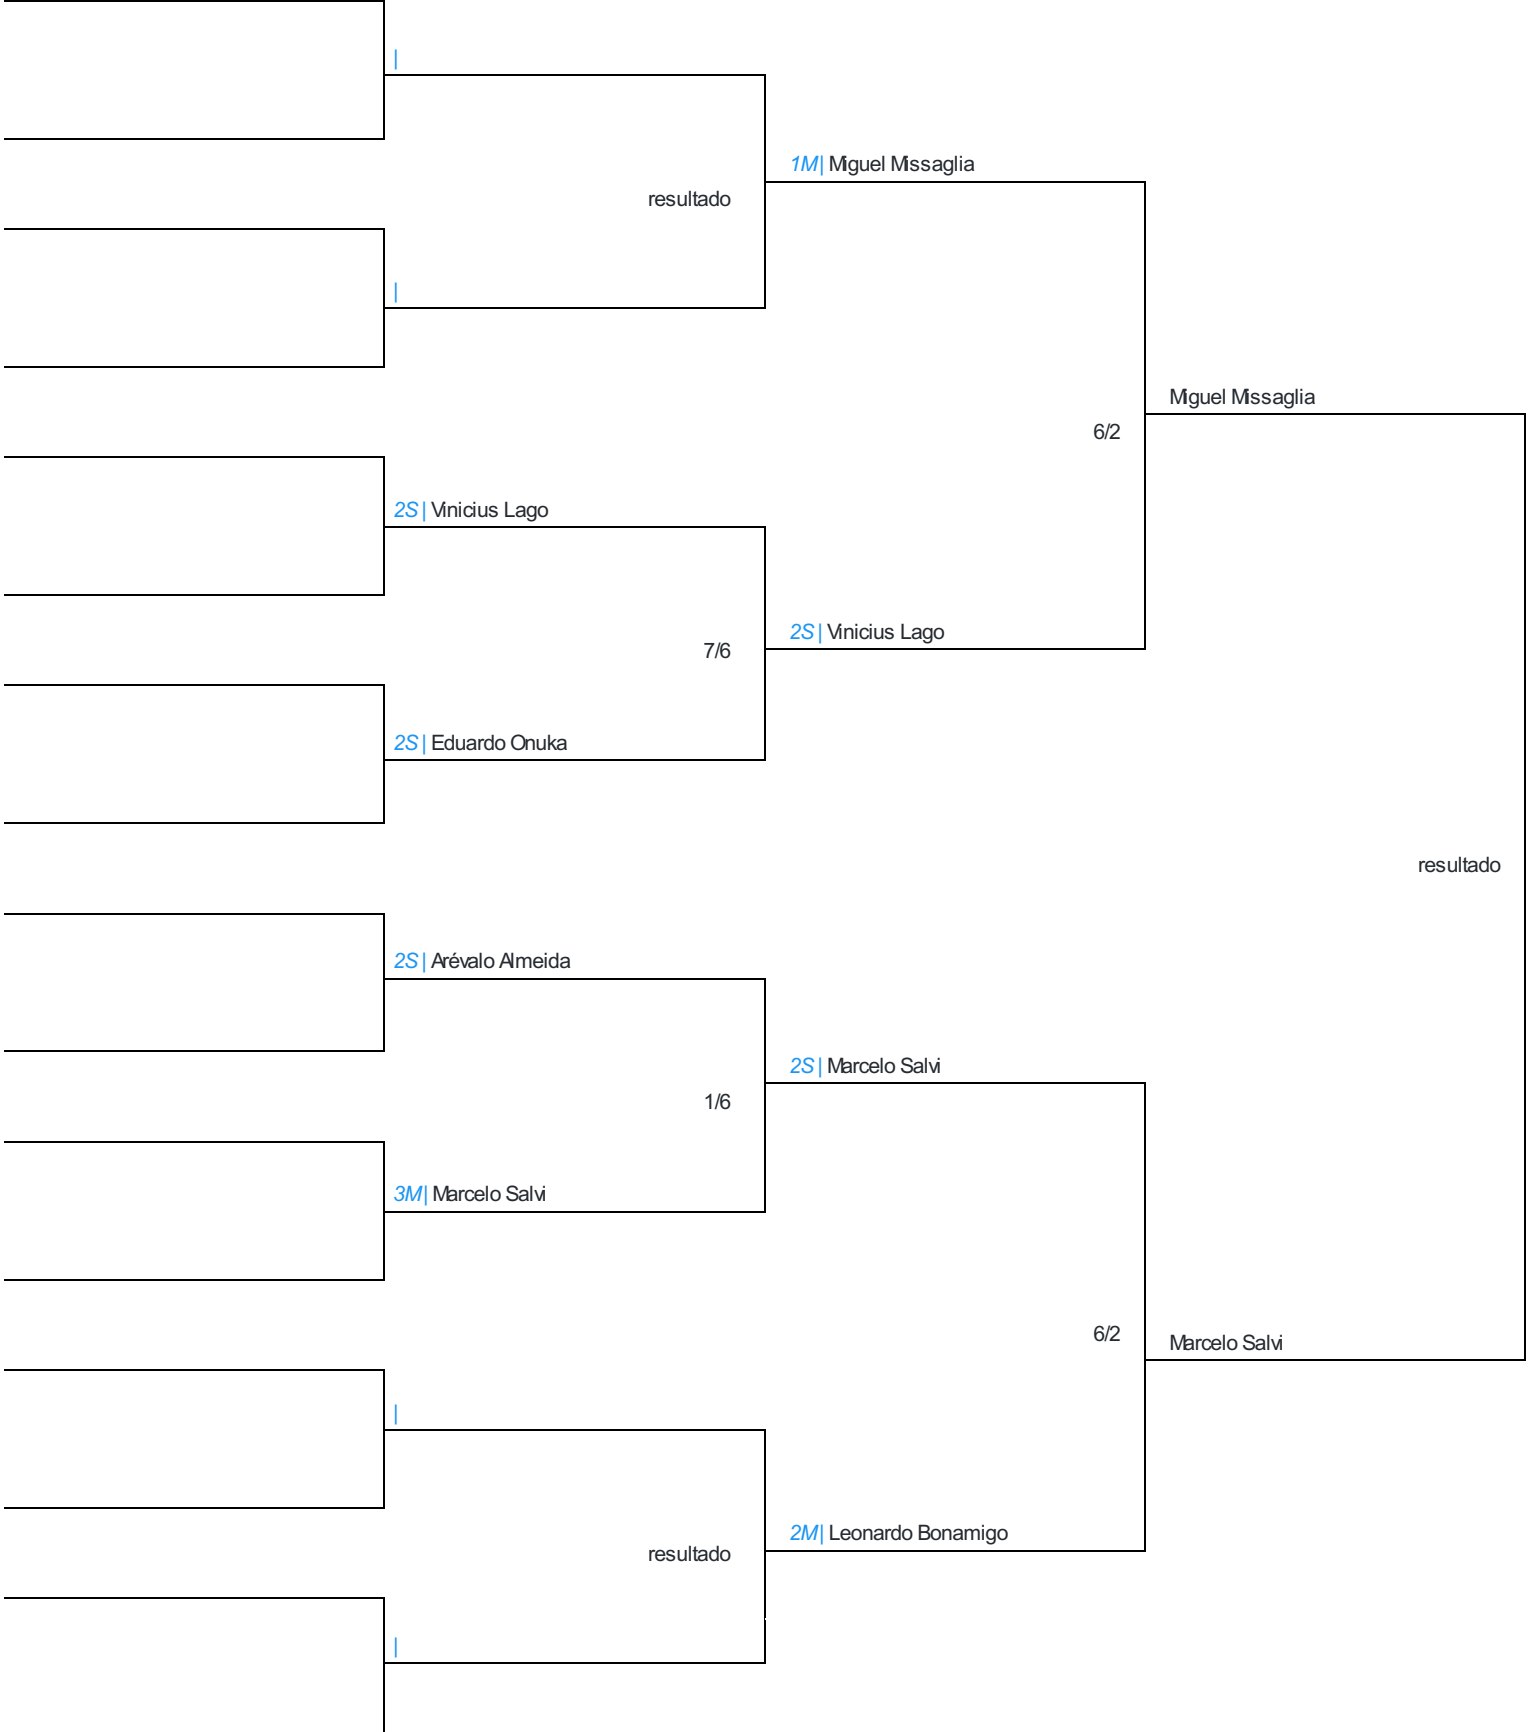 |
1M| Miguel Missaglia
resultado
|
Miguel Missaglia
6/2
2S| Vinicius Lago
2S| Vinicius Lago
7/6
2S| Eduardo Onuka
resultado
2S| Arévalo Almeida
2S| Marcelo Salvi
1/6
3M| Marcelo Salvi
6/2
Marcelo Salvi
|
2M| Leonardo Bonamigo
resultado
|